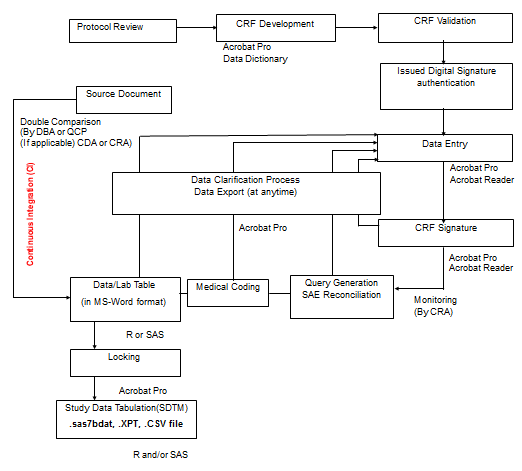 Protocol Review
CRF Development
CRF Validation
Acrobat Pro
Data Dictionary
Issued Digital Signature
authentication
Source Document
Double Comparison
(By DBA or QCP
(If applicable) CDA or CRA)
Data Entry
Acrobat Pro
Acrobat Reader
Continuous Integration (CI)
Data Clarification Process
Data Export (at anytime)
Acrobat Pro
CRF Signature
Acrobat Pro
Acrobat Reader
Data/Lab Table
(in MS-Word format)
Medical Coding
Query Generation
SAE Reconciliation
Monitoring
(By CRA)
R or SAS
Locking
Acrobat Pro
Study Data Tabulation(SDTM)
.sas7bdat, .XPT, .CSV file
R and/or SAS